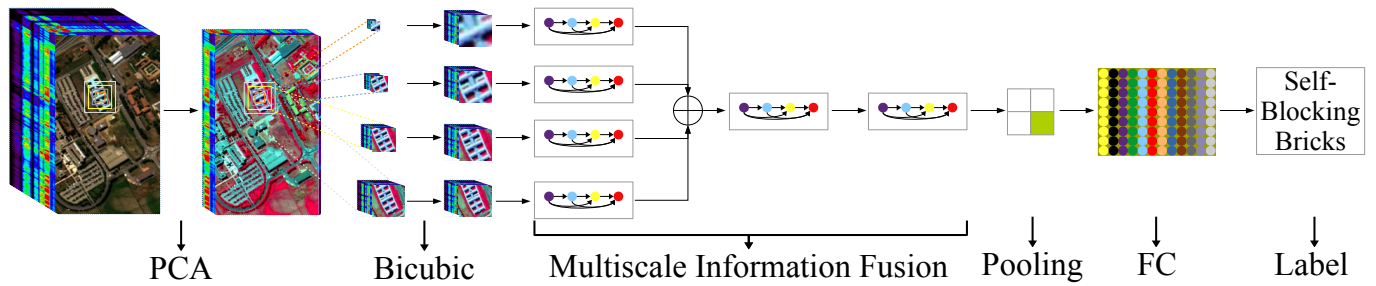 Self-
Blocking
Bricks
PCA
Bicubic
Multiscale Information Fusion
Pooling
FC
Label